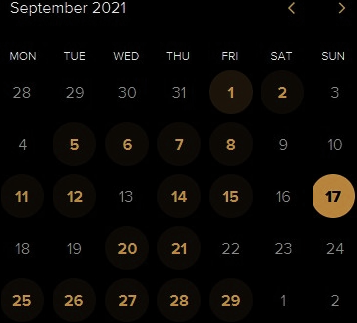 September 2021
MON TUE WED THU FRI SAT SUN
28 29 30 31 1 2 3
4 5 6 7 8 9 10
11 12 13 14 15 16 17
18 19 20 21 22 23 24
25 26 27 28 29 1 2